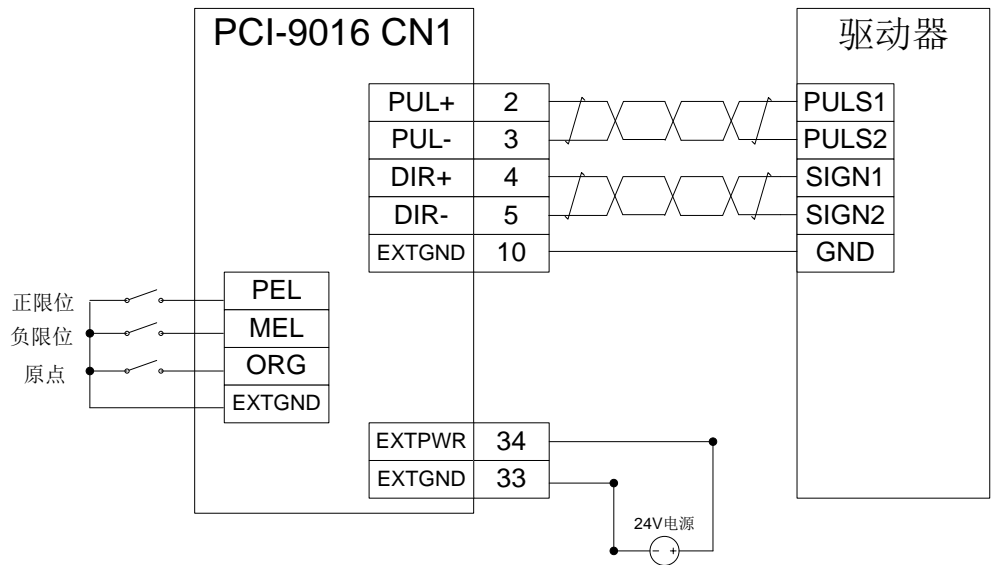 PCI-9016 CN1
驱动器
PUL+ 2 PULS1
PUL- 3 PULS2
DIR+ 4 SIGN1
DIR- 5 SIGN2
EXTGND 10 GND
正限位 PEL
负限位 MEL
原点 ORG
EXTGND
EXTPWR 34
EXTGND 33
24V电源
- +